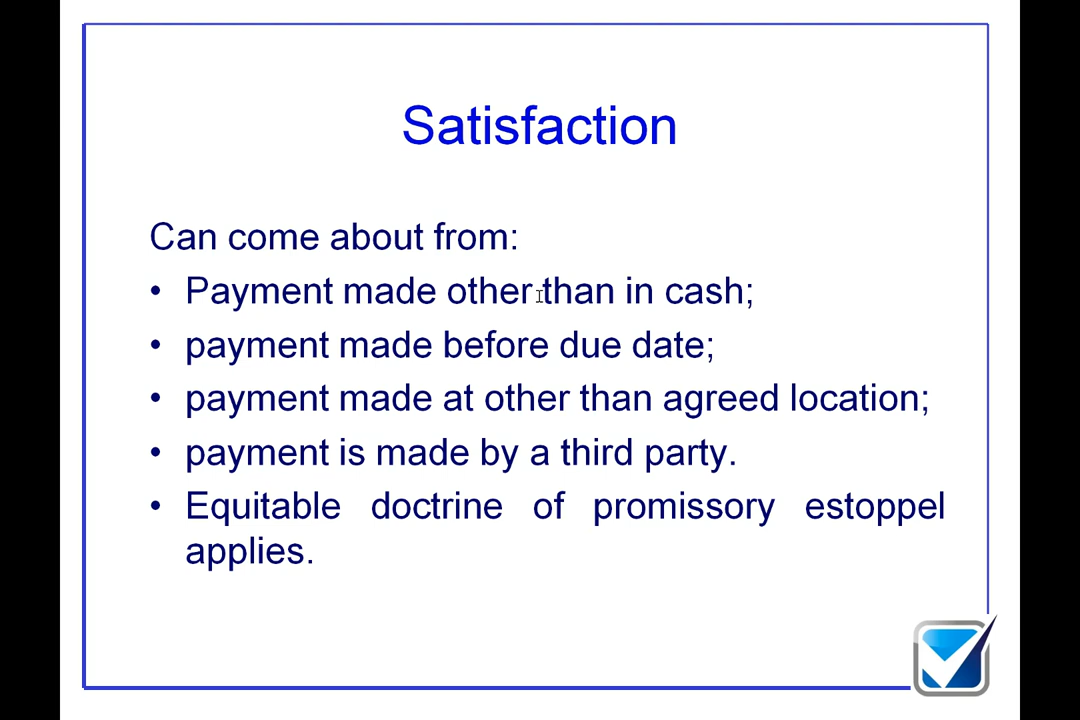 Satisfaction
Can come about from:
• Payment made other than in cash;
• payment made before due date;
• payment made at other than agreed location;
• payment is made by a third party.
• Equitable doctrine of promissory estoppel
applies.